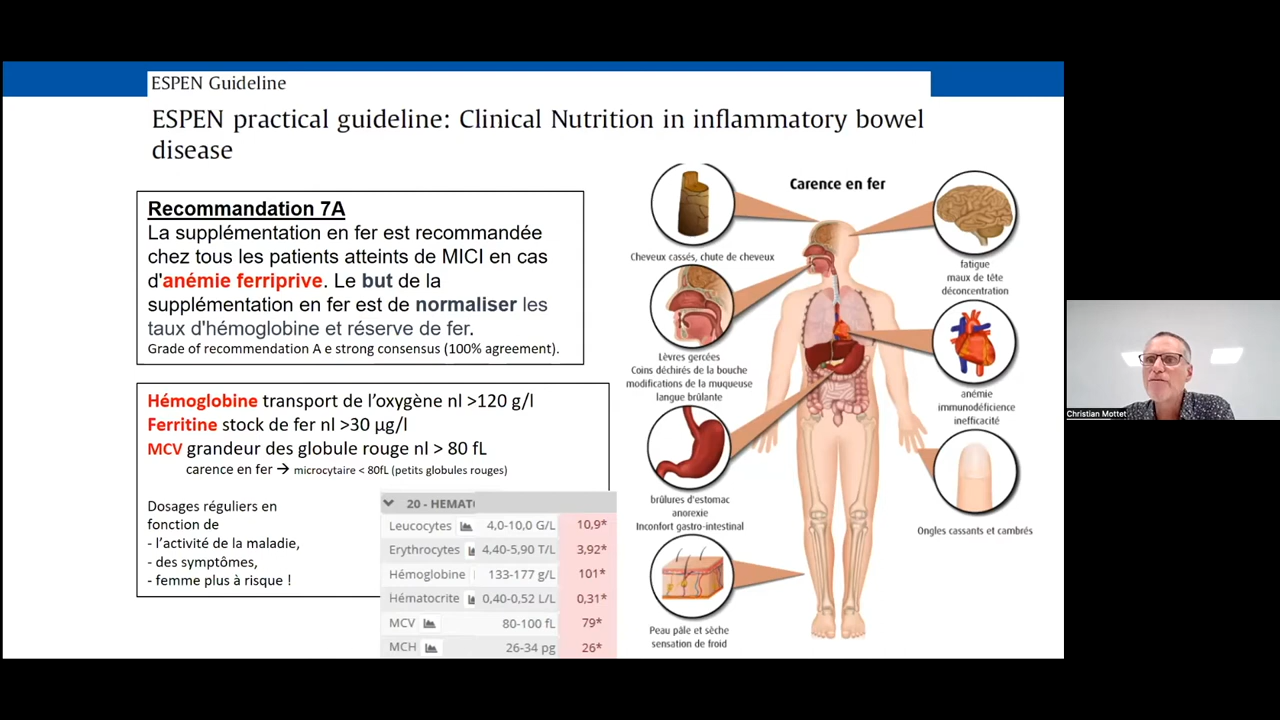 ESPEN Guideline
ESPEN practical guideline: Clinical Nutrition in inflammatory bowel
disease
Recommandation 7A
La supplémentation en fer est recommandée
chez tous les patients atteints de MICI en cas
d'anémie ferriprive. Le but de la
supplémentation en fer est de normaliser les
taux d'hémoglobine et réserve de fer.
Grade of recommendation A e strong consensus (100% agreement).
Hémoglobine transport de l'oxygène nl >120 g/l
Ferritine stock de fer nl >30 µg/l
MCV grandeur des globule rouge nl > 80 fL
carence en fer → microcytaire < 80fL (petits globules rouges)
Dosages réguliers en
fonction de
- l'activité de la maladie,
- des symptômes,
- femme plus à risque !
20 - HEMAT
Leucocytes 4,0-10,0 G/L 10,9*
Erythrocytes 4,40-5,90 T/L 3,92*
Hémoglobine 133-177 g/L 101*
Hématocrite 0,40-0,52 L/L 0,31*
MCV 80-100 fL 79*
MCH 26-34 pg 26*
Carence en fer
Cheveux cassés, chute de cheveux
Lèvres gercées
Coins déchirés de la bouche
modifications de la muqueuse
langue brûlante
brûlures d'estomac
anorexie
Inconfort gastro-intestinal
Peau pâle et sèche
sensation de froid
fatigue
maux de tête
déconcentration
anémie
immunodéficience
inefficacité
Ongles cassants et cambrés
Christian Mottet